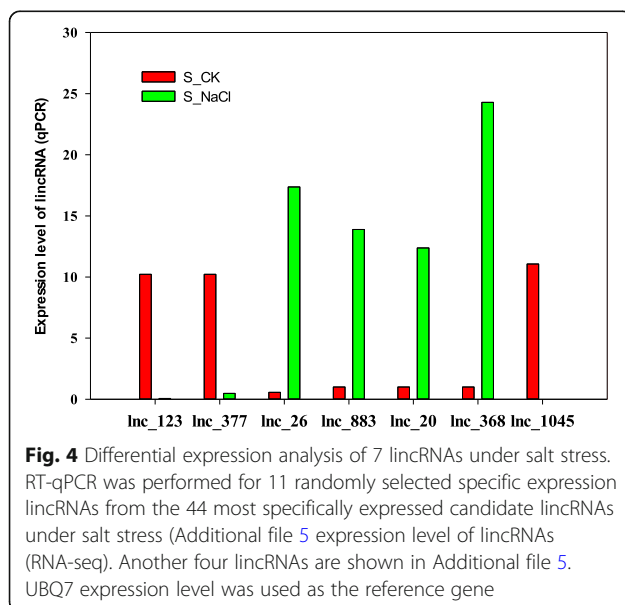 30
25
20
15
10
5
0
Expression level of lincRNA (qPCR)
S_CK
S_NaCl
lnc_123 lnc_377 lnc_26 lnc_883 lnc_20 lnc_368 lnc_1045
Fig. 4 Differential expression analysis of 7 lincRNAs under salt stress.
RT-qPCR was performed for 11 randomly selected specific expression
lincRNAs from the 44 most specifically expressed candidate lincRNAs
under salt stress (Additional file 5 expression level of lincRNAs
(RNA-seq). Another four lincRNAs are shown in Additional file 5.
UBQ7 expression level was used as the reference gene